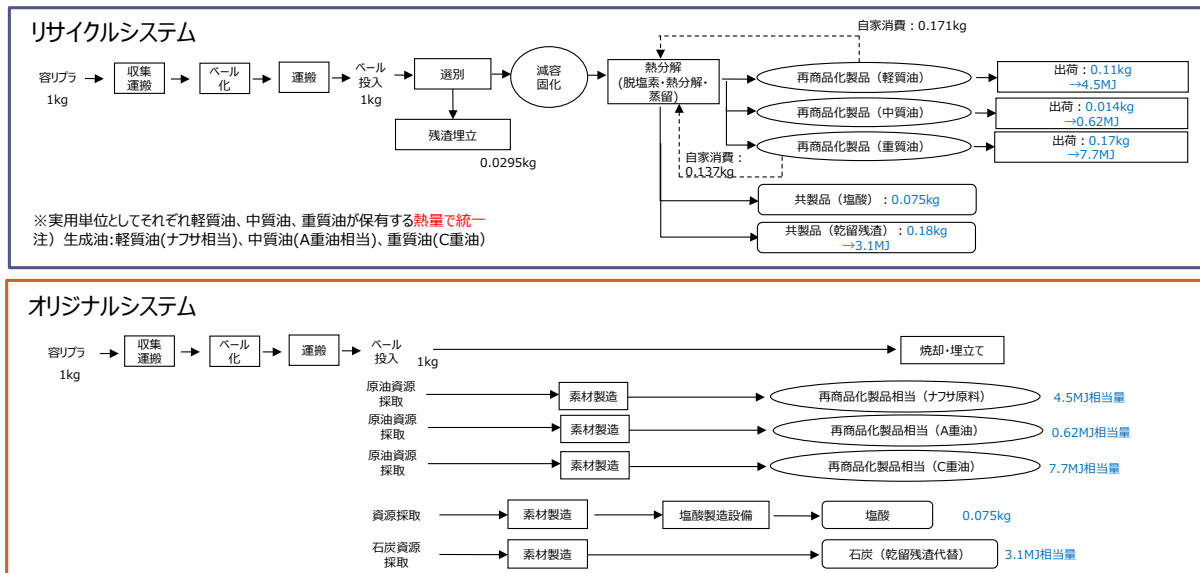 リサイクルシステム
自家消費：0.171kg
容リプラ
1kg
収集
運搬
ベール
化
運搬
ベール
投入
1kg
選別
減容
固化
熱分解
(脱塩素・熱分解・
蒸留)
再商品化製品（軽質油）
出荷：0.11kg
→4.5MJ
再商品化製品（中質油）
出荷：0.014kg
→0.62MJ
再商品化製品（重質油）
出荷：0.17kg
→7.7MJ
残渣埋立
0.0295kg
自家消費：
0.137kg
共製品（塩酸）：0.075kg
共製品（乾留残渣）：0.18kg
→3.1MJ
※実用単位としてそれぞれ軽質油、中質油、重質油が保有する熱量で統一
注）生成油:軽質油(ナフサ相当)、中質油(A重油相当)、重質油(C重油）
オリジナルシステム
容リプラ
1kg
収集
運搬
ベール
化
運搬
ベール
投入
1kg
焼却・埋立て
原油資源
採取
素材製造
再商品化製品相当（ナフサ原料）
4.5MJ相当量
原油資源
採取
素材製造
再商品化製品相当（A重油）
0.62MJ相当量
原油資源
採取
素材製造
再商品化製品相当（C重油）
7.7MJ相当量
資源採取
素材製造
塩酸製造設備
塩酸
0.075kg
石炭資源
採取
素材製造
石炭（乾留残渣代替）
3.1MJ相当量